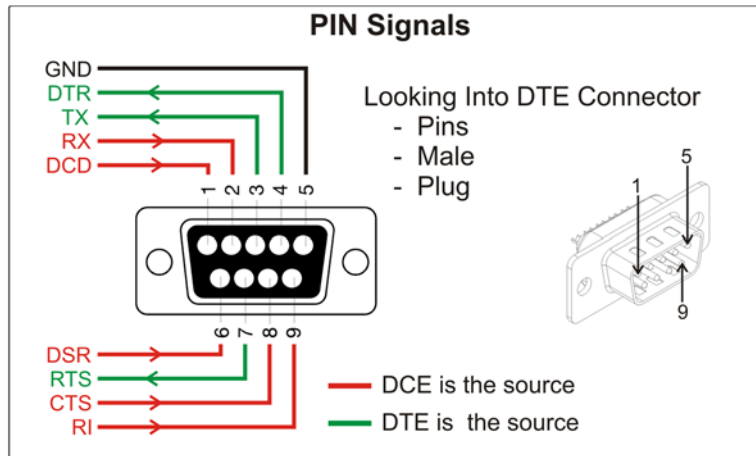 PIN Signals
GND
DTR
TX
RX
DCD
1 2 3 4 5
6 7 8 9
DSR
RTS
CTS
RI
Looking Into DTE Connector
- Pins
- Male
- Plug
1
5
9
DCE is the source
DTE is the source